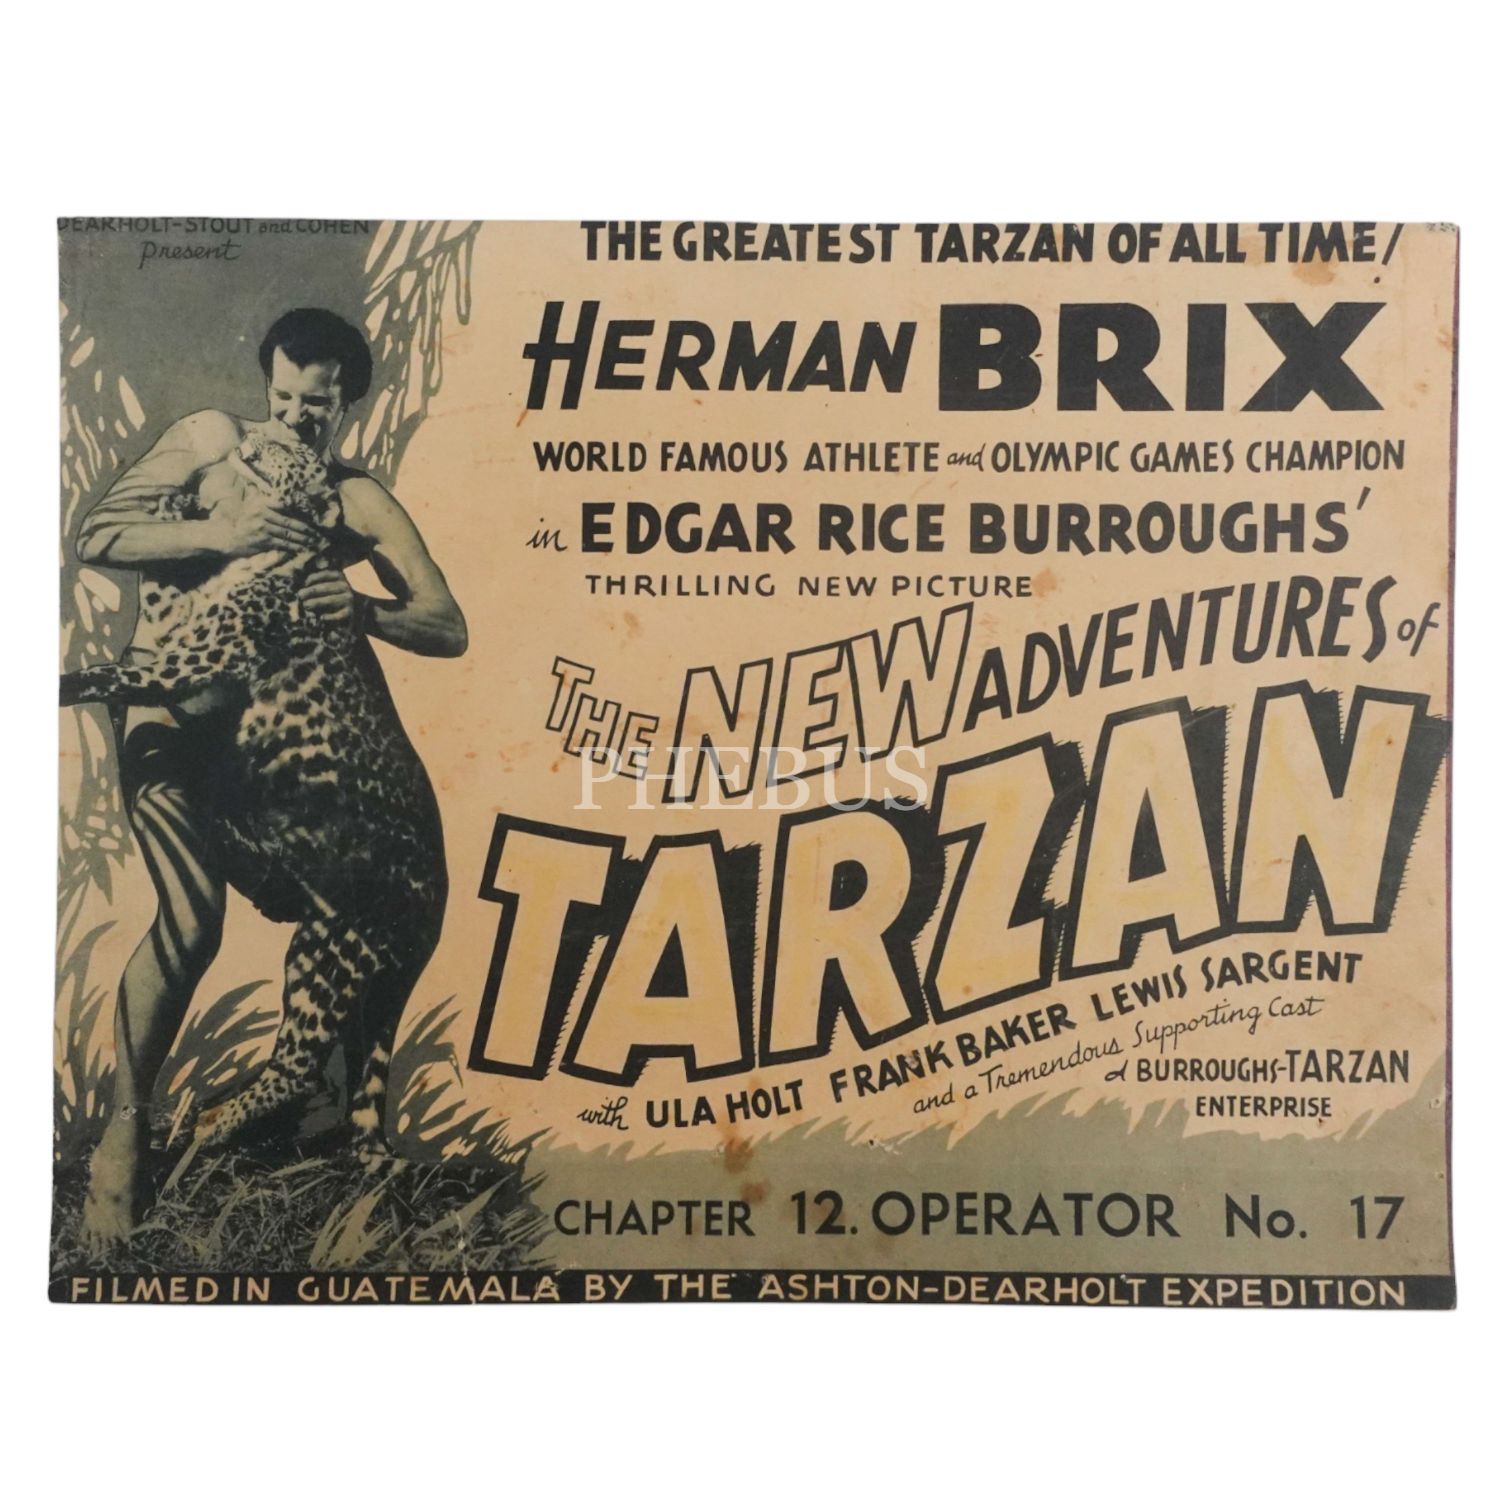 DEARHOLT-STOUT and COHEN
Present
THE GREATEST TARZAN OF ALL TIME!
HERMAN BRIX
WORLD FAMOUS ATHLETE and OLYMPIC GAMES CHAMPION
in EDGAR RICE BURROUGHS'
THRILLING NEW PICTURE
THE NEW ADVENTURES of
TARZAN
with ULA HOLT FRANK BAKER LEWIS SARGENT
and a Tremendous Supporting Cast
A BURROUGHS-TARZAN
ENTERPRISE
CHAPTER 12. OPERATOR No. 17
FILMED IN GUATEMALA BY THE ASHTON-DEARHOLT EXPEDITION
PHEBUS